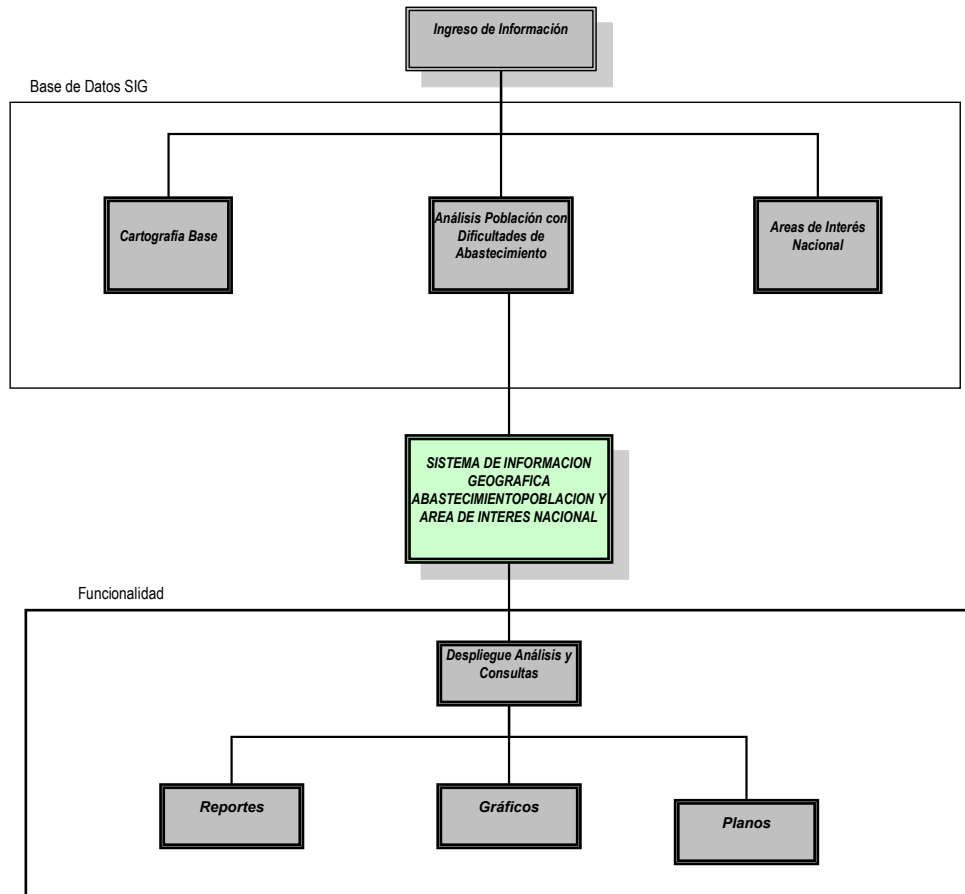 Ingreso de Información
Base de Datos SIG
Cartografía Base
Análisis Población con
Dificultades de
Abastecimiento
Areas de Interés
Nacional
SISTEMA DE INFORMACION
GEOGRAFICA
ABASTECIMIENTOPOBLACION Y
AREA DE INTERES NACIONAL
Funcionalidad
Despliegue Análisis y
Consultas
Reportes
Gráficos
Planos